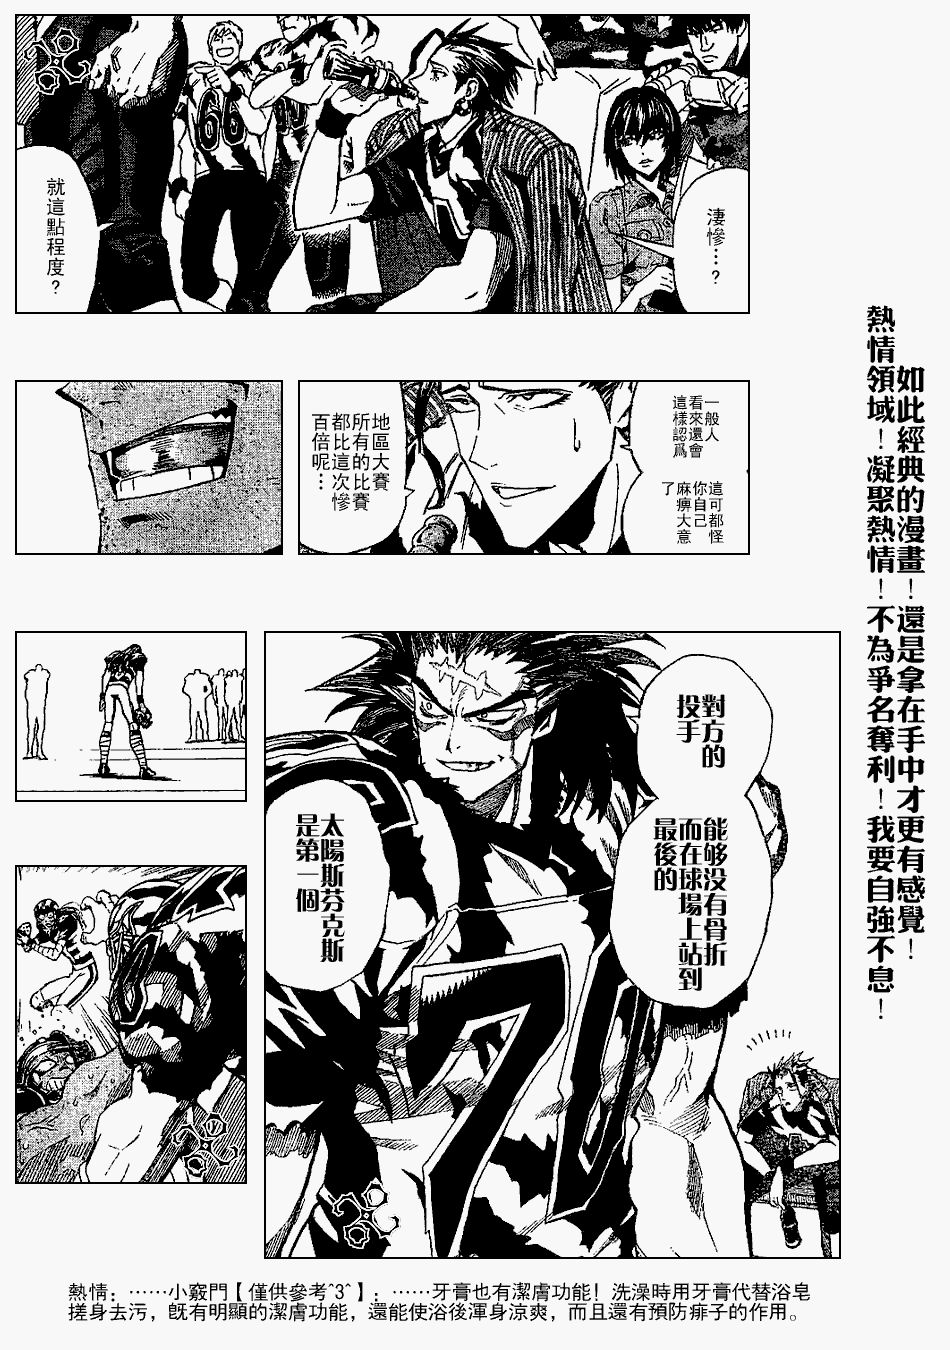 淒慘…?
就這點程度?
一般人
看來還會
這樣認爲
這可都怪
你自己
麻痹大意
了
地區大賽
所有的比賽
都比這次慘
百倍呢…
對方的
投手
能够没有骨折
而在球場上站到
最後的
太陽斯芬克斯
是第一個
66
70
如此經典的漫畫！還是拿在手中才更有感覺！
熱情領域！凝聚熱情！不為爭名奪利！我要自強不息！
熱情：……小竅門【僅供參考^3^】：……牙膏也有潔膚功能！洗澡時用牙膏代替浴皂
搓身去污，旣有明顯的潔膚功能，還能使浴後渾身涼爽，而且還有預防痱子的作用。